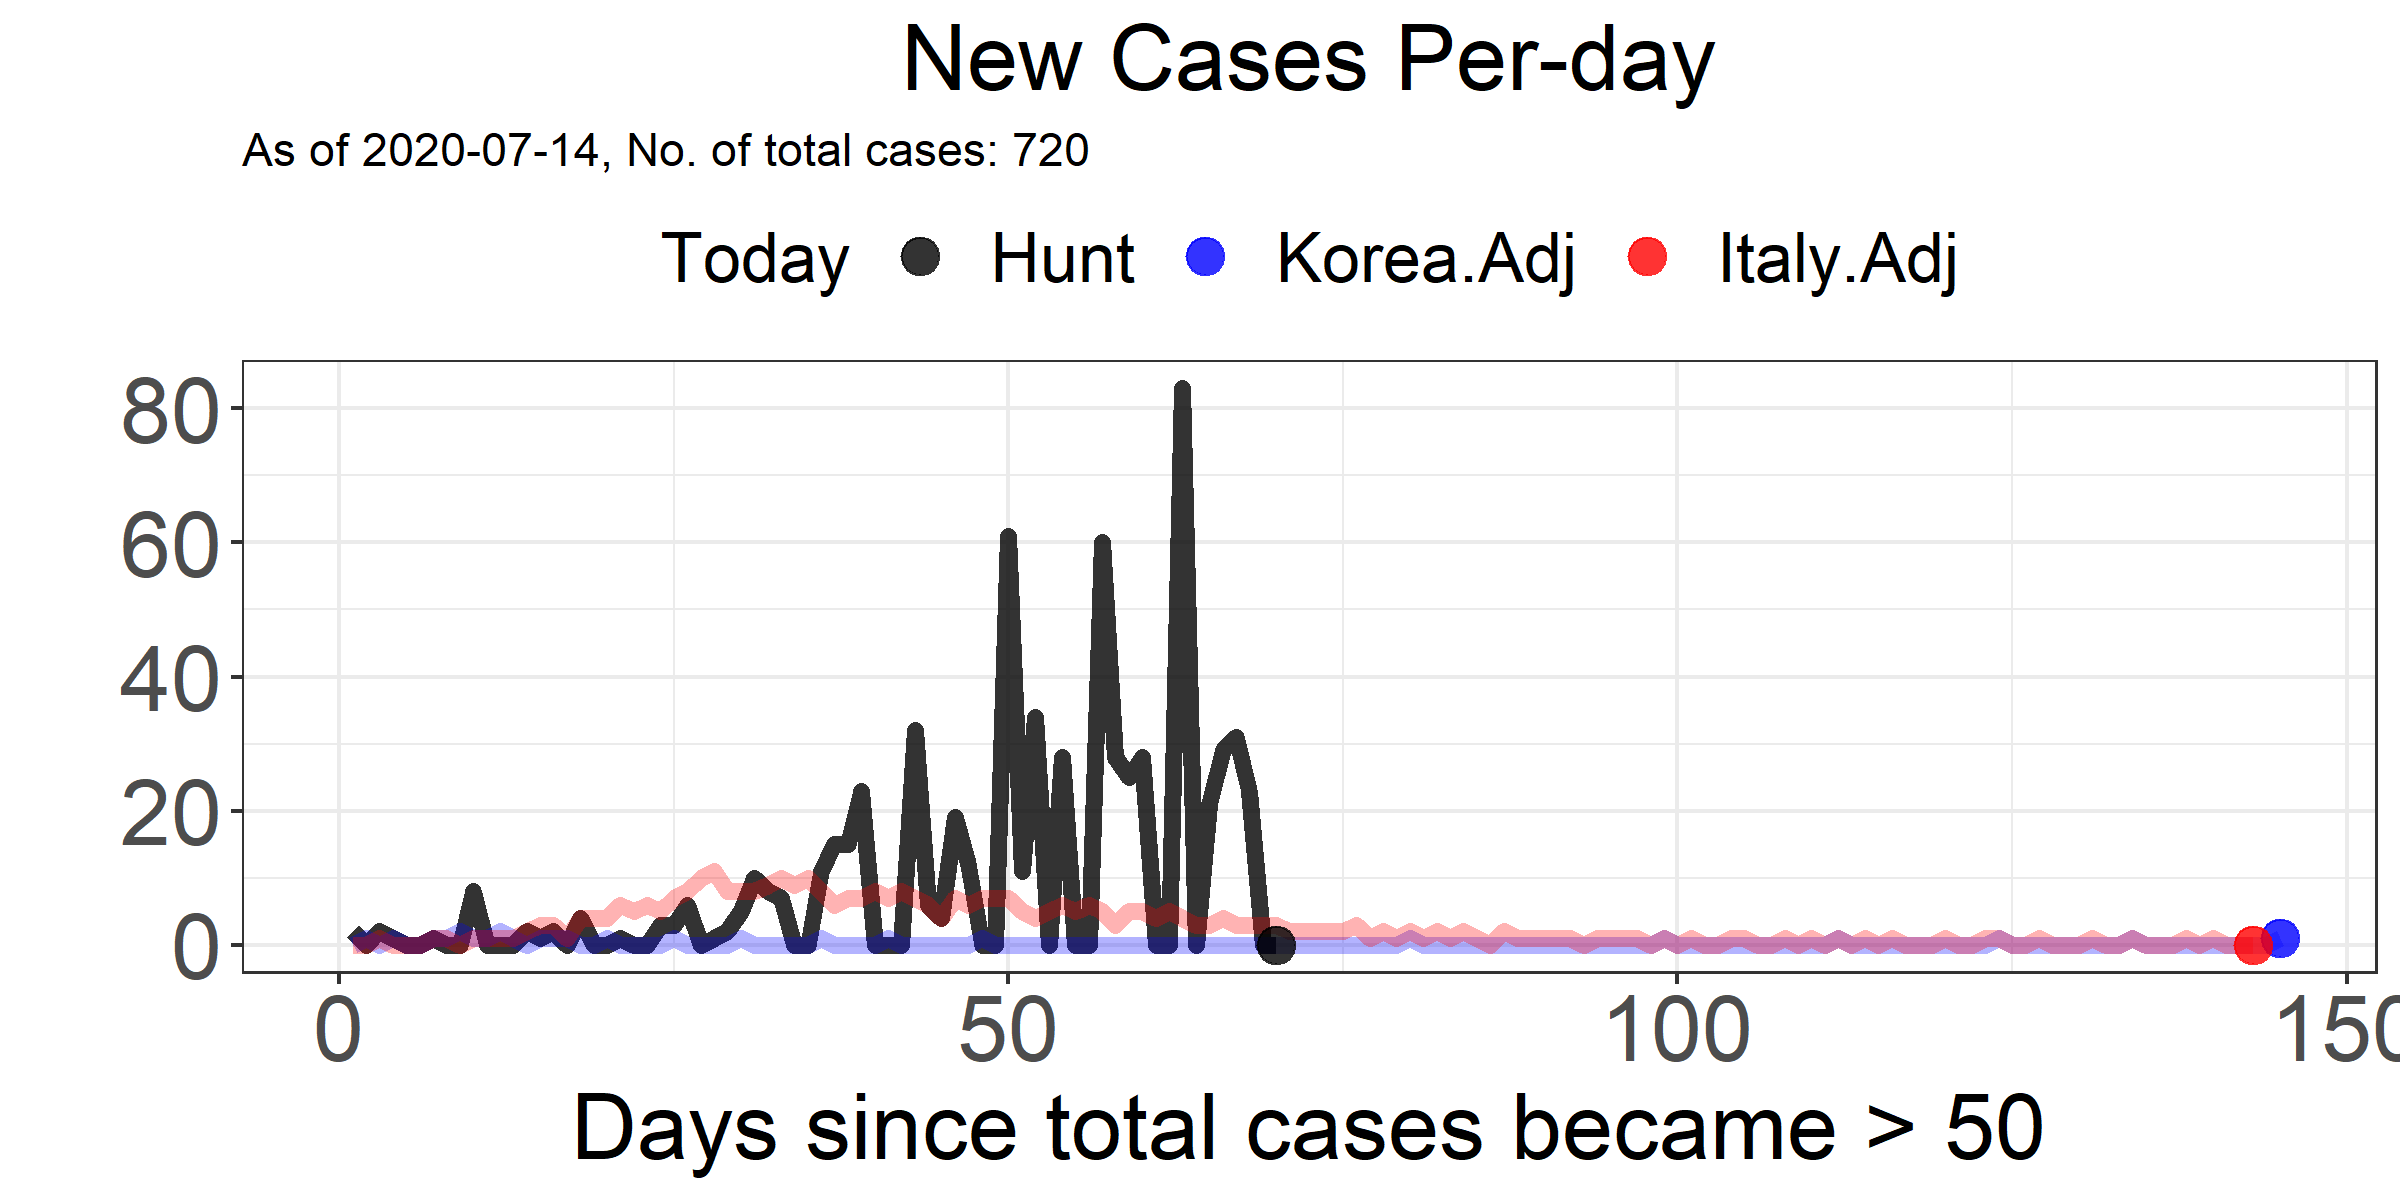 New Cases Per-day
As of 2020-07-14, No. of total cases: 720
Today Hunt Korea.Adj Italy.Adj
80
60
40
20
0
0 50 100 150
Days since total cases became > 50